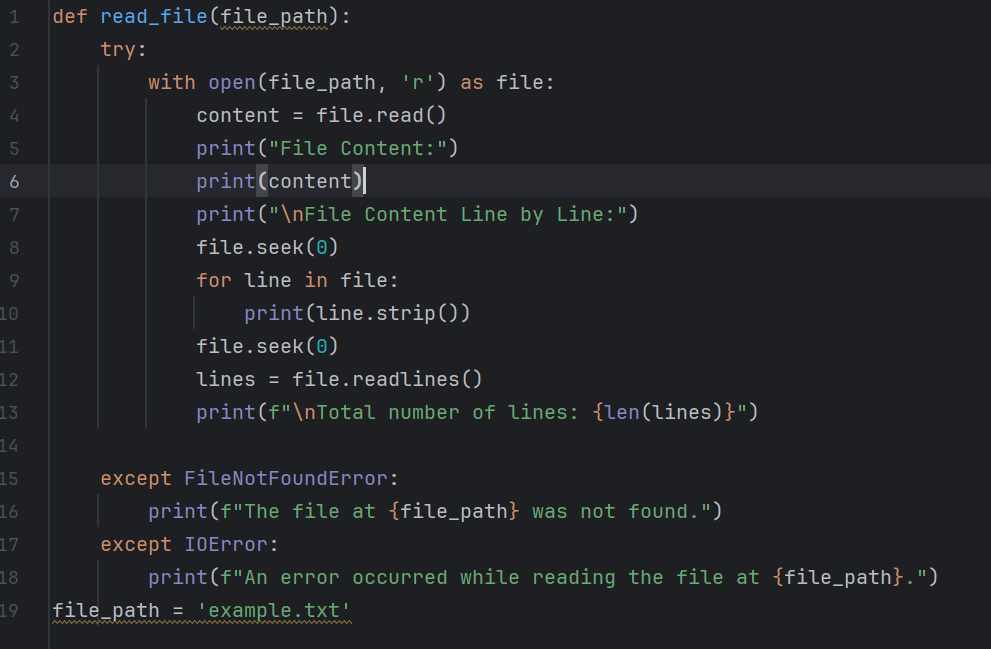 1 def read_file(file_path):
2     try:
3         with open(file_path, 'r') as file:
4             content = file.read()
5             print("File Content:")
6             print(content)
7             print("\nFile Content Line by Line:")
8             file.seek(0)
9             for line in file:
10                 print(line.strip())
11             file.seek(0)
12             lines = file.readlines()
13             print(f"\nTotal number of lines: {len(lines)}")
14
15     except FileNotFoundError:
16         print(f"The file at {file_path} was not found.")
17     except IOError:
18         print(f"An error occurred while reading the file at {file_path}.")
19 file_path = 'example.txt'